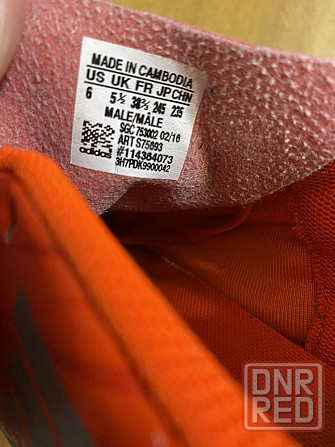 MADE IN CAMBODIA
US UK FR JP CHN
6 5½ 38⅔ 245 235
MALE/MÂLE
SGC 753002 02/16
ART S75693
#114364073
3H7PDK9900042
adidas
DNR
RED